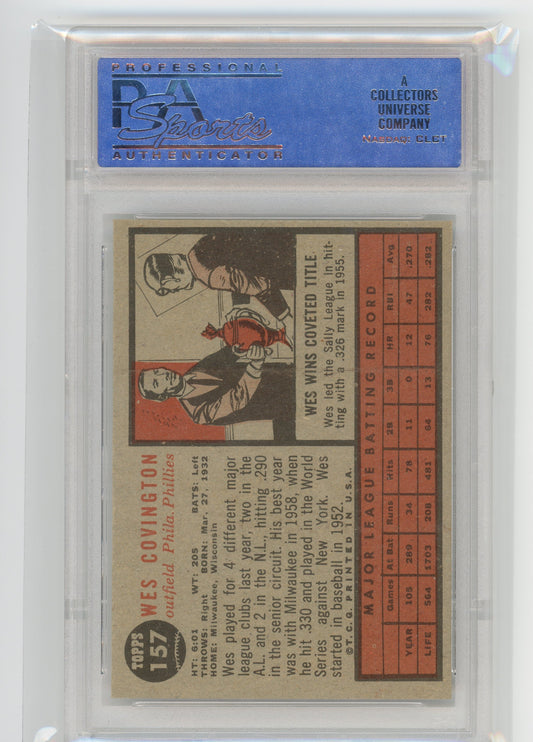 PROFESSIONAL
PSA
Sports
AUTHENTICATOR
A
COLLECTORS
UNIVERSE
COMPANY
NASDAQ: CLCT
TOPPS
157
WES COVINGTON
outfield Phila. Phillies
HT: 6:01 WT: 205 BATS: Left
THROWS: Right BORN: Mar. 27, 1932
HOME: Milwaukee, Wisconsin
Wes played for 4 different major
league clubs last year, two in the
A.L. and 2 in the N.L., hitting .290
in the senior circuit. His best year
was with Milwaukee in 1958, when
he hit .330 and played in the World
Series against New York. Wes
started in baseball in 1952.
©T.C.G. PRINTED IN U.S.A.
WES WINS COVETED TITLE
Wes led the Sally League in hit-
ting with a .326 mark in 1955.
MAJOR LEAGUE BATTING RECORD
Games At Bat Runs Hits 2B 3B HR RBI Avg
YEAR 105 289 34 78 11 0 12 47 .270
LIFE 564 1703 208 481 64 13 76 282 .282